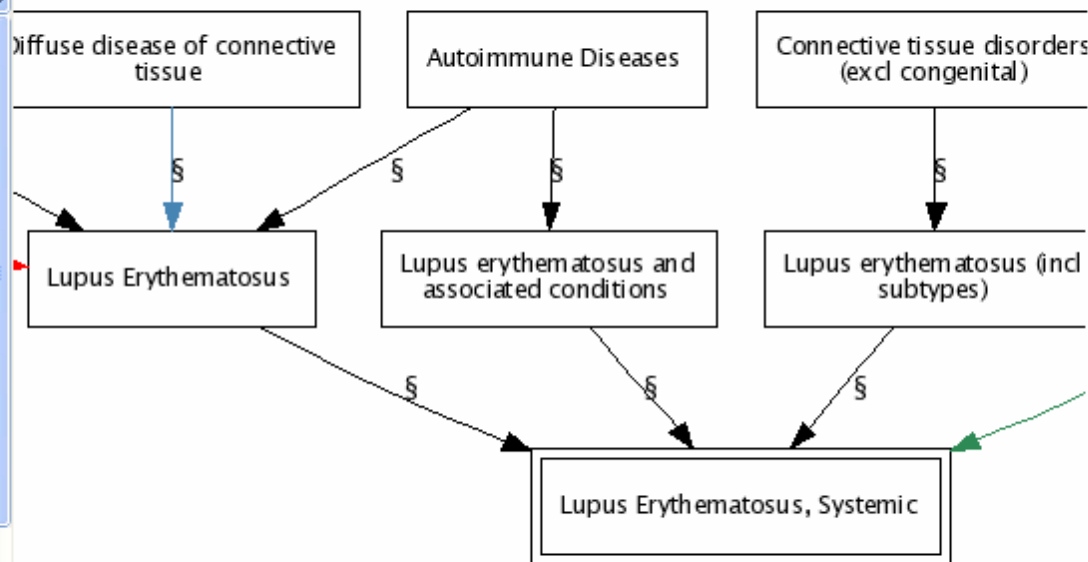 Diffuse disease of connective
tissue
Autoimmune Diseases
Connective tissue disorders
(excl congenital)
§
§
§
§
Lupus Erythematosus
Lupus erythematosus and
associated conditions
Lupus erythematosus (incl
subtypes)
§
§
§
Lupus Erythematosus, Systemic